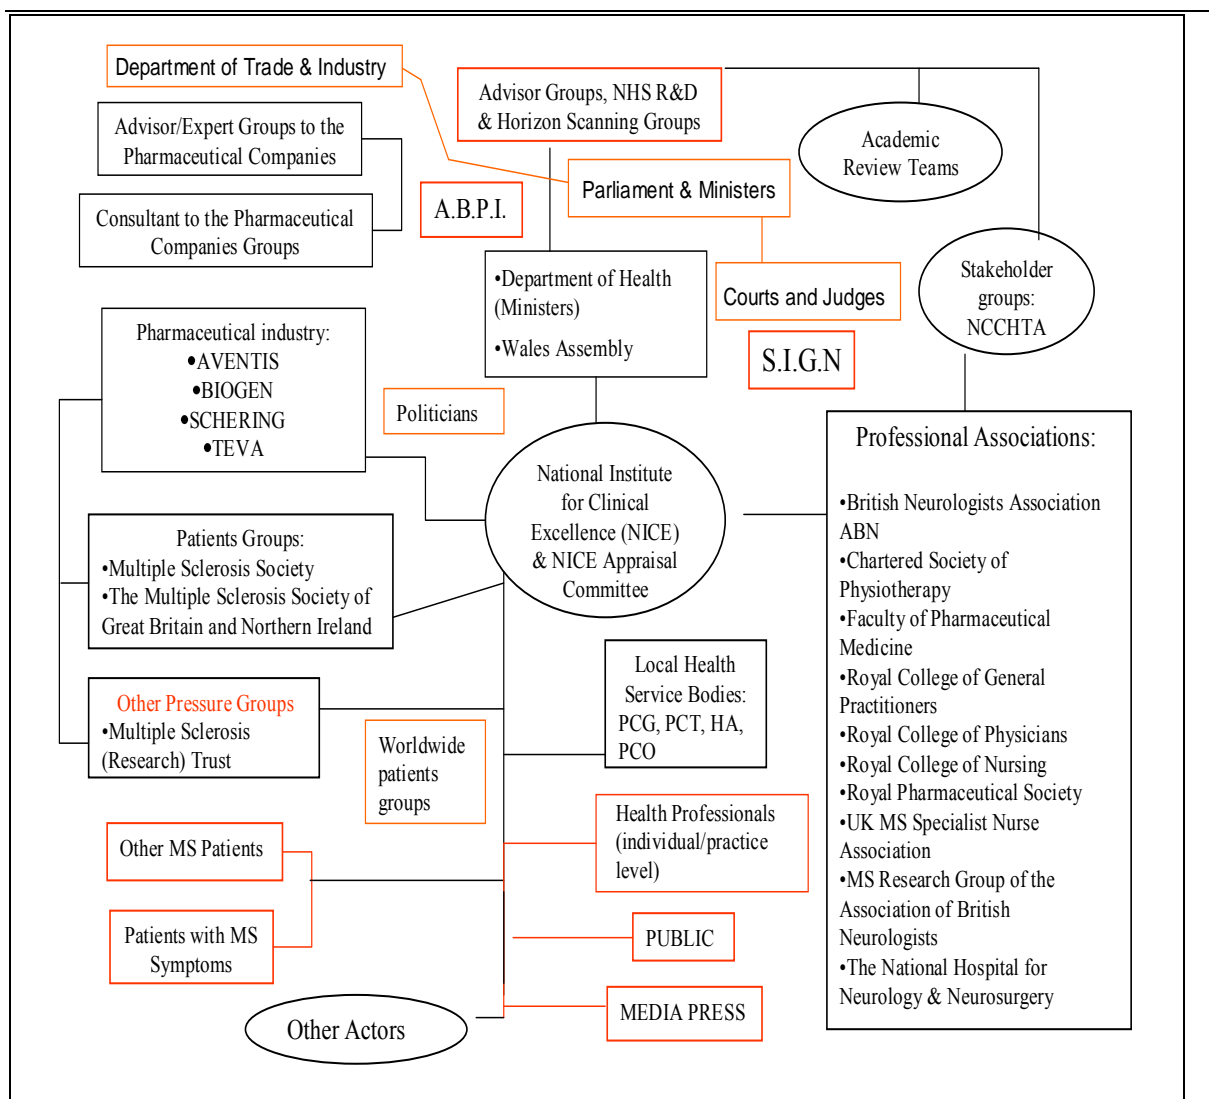 Department of Trade & Industry
Advisor Groups, NHS R&D
& Horizon Scanning Groups
Advisor/Expert Groups to the
Pharmaceutical Companies
Academic
Review Teams
Parliament & Ministers
A.B.P.I.
Consultant to the Pharmaceutical
Companies Groups
•Department of Health
(Ministers)
•Wales Assembly
Courts and Judges
Stakeholder
groups:
NCCHTA
S.I.G.N
Pharmaceutical industry:
•AVENTIS
•BIOGEN
•SCHERING
•TEVA
Politicians
National Institute
for Clinical
Excellence (NICE)
& NICE Appraisal
Committee
Professional Associations:
•British Neurologists Association
ABN
•Chartered Society of
Physiotherapy
•Faculty of Pharmaceutical
Medicine
•Royal College of General
Practitioners
•Royal College of Physicians
•Royal College of Nursing
•Royal Pharmaceutical Society
•UK MS Specialist Nurse
Association
•MS Research Group of the
Association of British
Neurologists
•The National Hospital for
Neurology & Neurosurgery
Patients Groups:
•Multiple Sclerosis Society
•The Multiple Sclerosis Society of
Great Britain and Northern Ireland
Local Health
Service Bodies:
PCG, PCT, HA,
PCO
Other Pressure Groups
•Multiple Sclerosis
(Research) Trust
Worldwide
patients
groups
Health Professionals
(individual/practice
level)
Other MS Patients
Patients with MS
Symptoms
PUBLIC
MEDIA PRESS
Other Actors